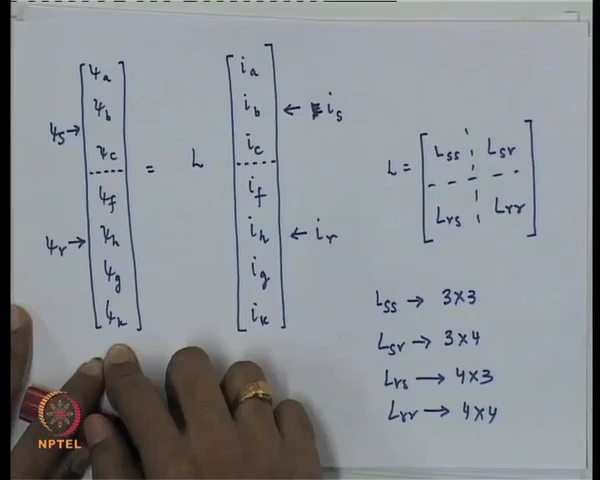 ψs → [ψa ψb ψc ψf ψh ψg ψk] ← ψr
= L
[ia ib ic if ih ig ik]
← is
← ir
L = [Lss Lsr
Lrs Lrr]
Lss → 3×3
Lsr → 3×4
Lrs → 4×3
Lrr → 4×4
NPTEL